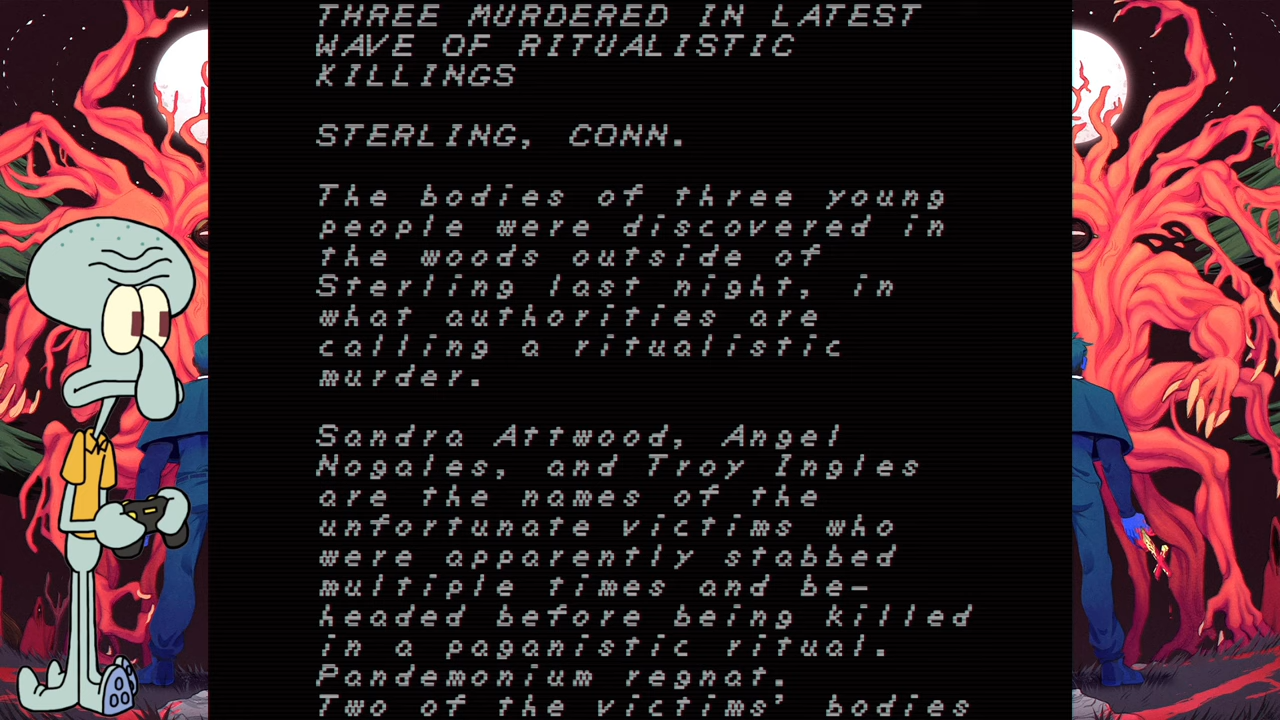 THREE MURDERED IN LATEST
WAVE OF RITUALISTIC
KILLINGS
STERLING, CONN.
The bodies of three young
people were discovered in
the woods outside of
Sterling last night, in
what authorities are
calling a ritualistic
murder.
Sandra Attwood, Angel
Nogales, and Troy Ingles
are the names of the
unfortunate victims who
were apparently stabbed
multiple times and be-
headed before being killed
in a paganistic ritual.
Pandemonium regnat.
Two of the victims' bodies